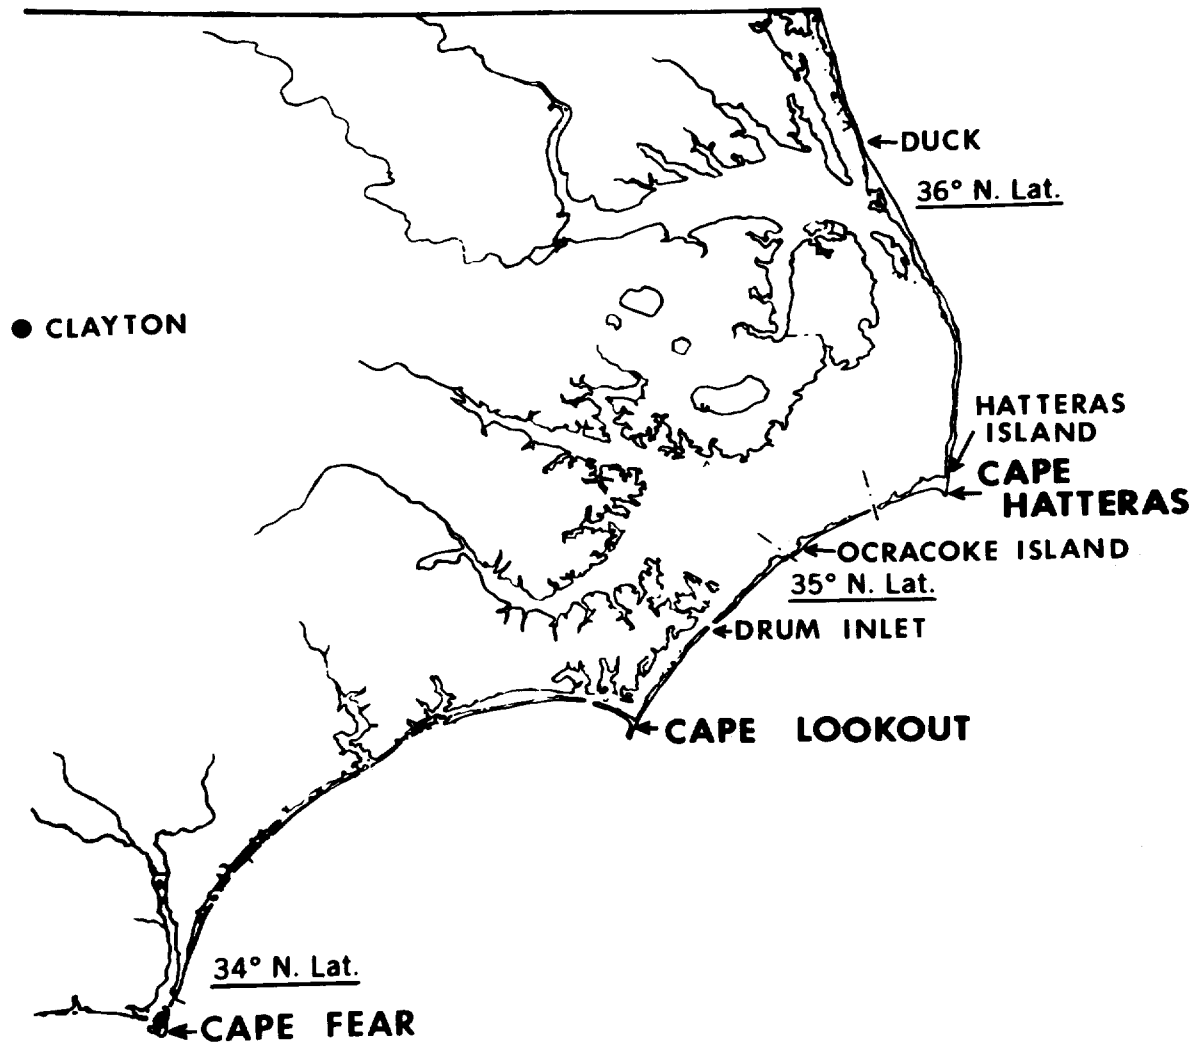 DUCK
36° N. Lat.
CLAYTON
HATTERAS
ISLAND
CAPE
HATTERAS
OCRACOKE ISLAND
35° N. Lat.
DRUM INLET
CAPE LOOKOUT
34° N. Lat.
CAPE FEAR